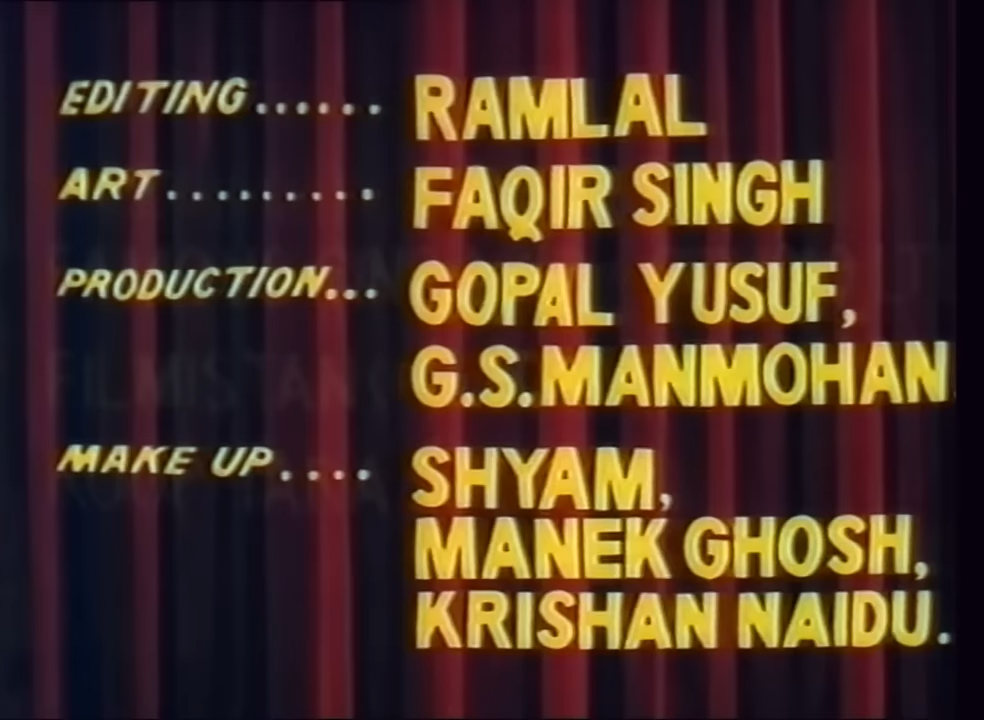 EDITING...... RAMLAL
ART......... FAQIR SINGH
PRODUCTION... GOPAL YUSUF,
G.S.MANMOHAN
MAKE UP.... SHYAM,
MANEK GHOSH,
KRISHAN NAIDU.